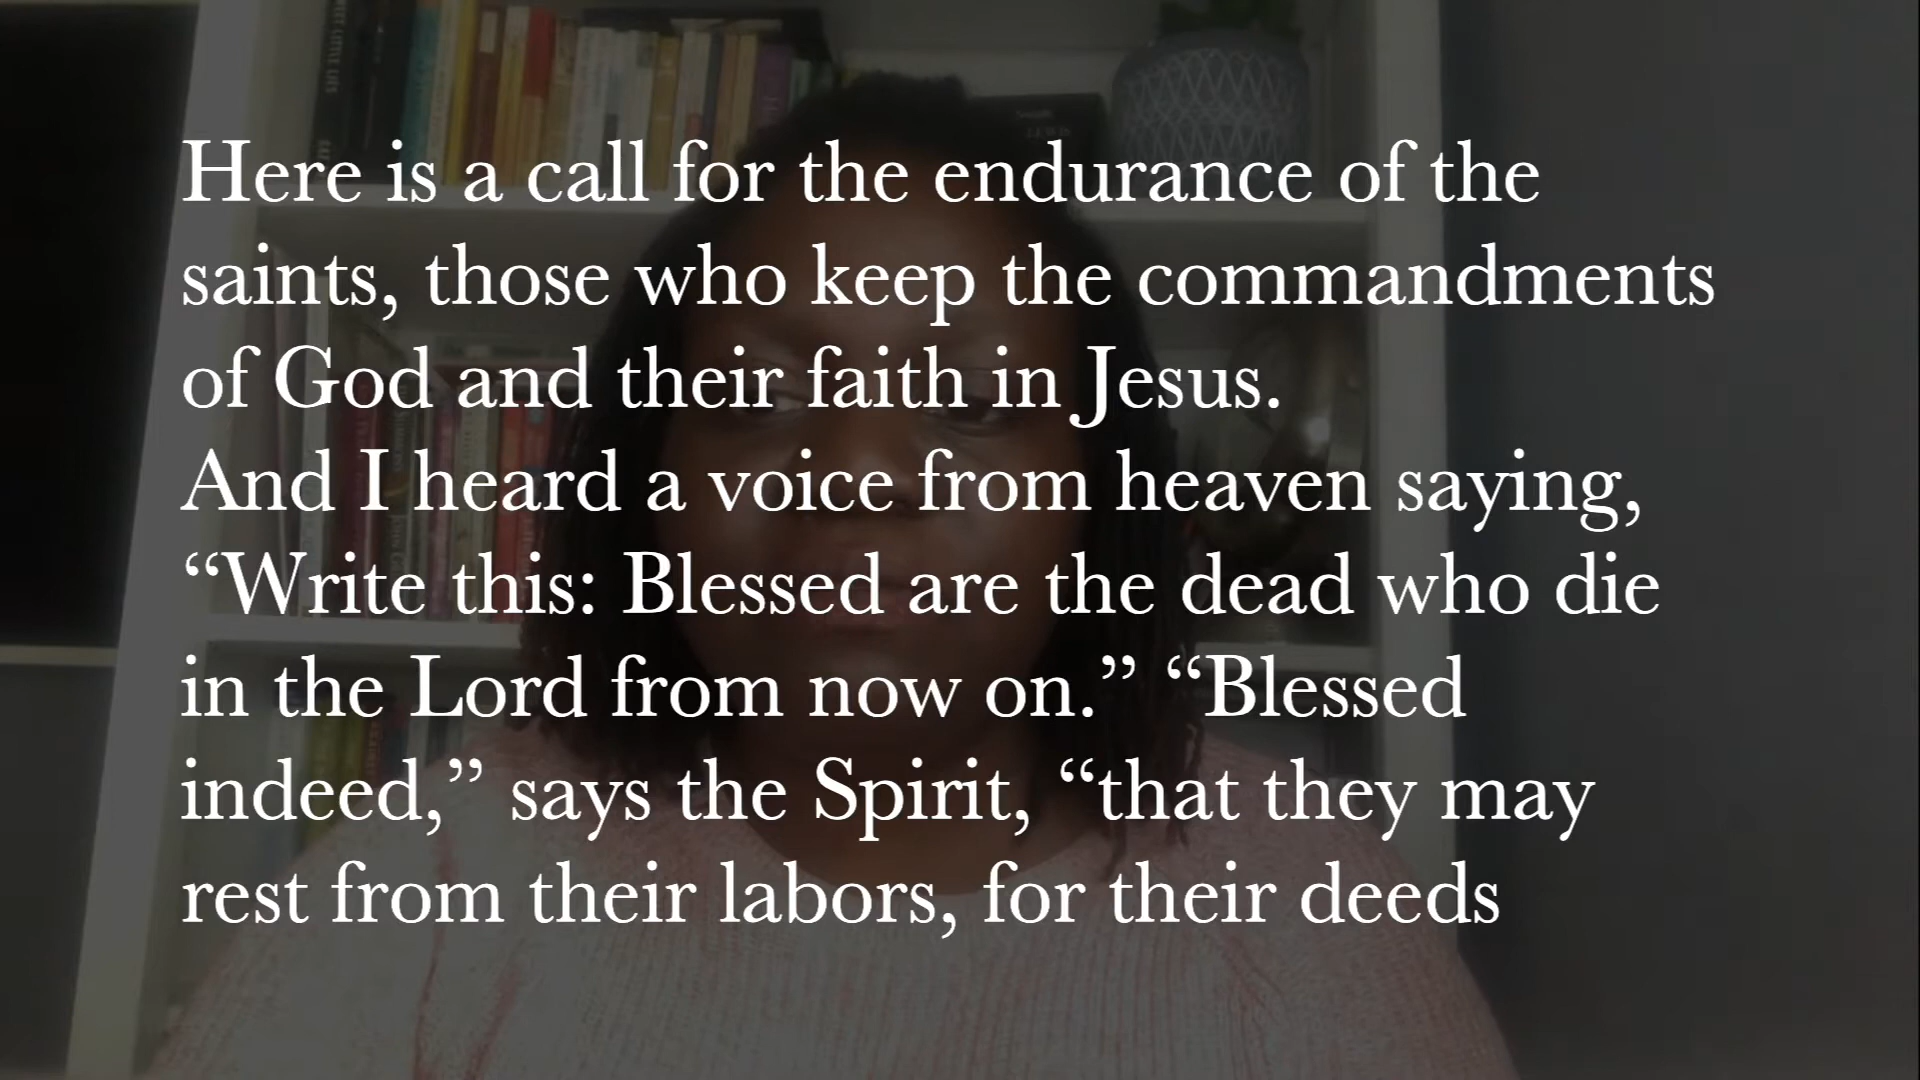 Here is a call for the endurance of the
saints, those who keep the commandments
of God and their faith in Jesus.
And I heard a voice from heaven saying,
“Write this: Blessed are the dead who die
in the Lord from now on.” “Blessed
indeed,” says the Spirit, “that they may
rest from their labors, for their deeds